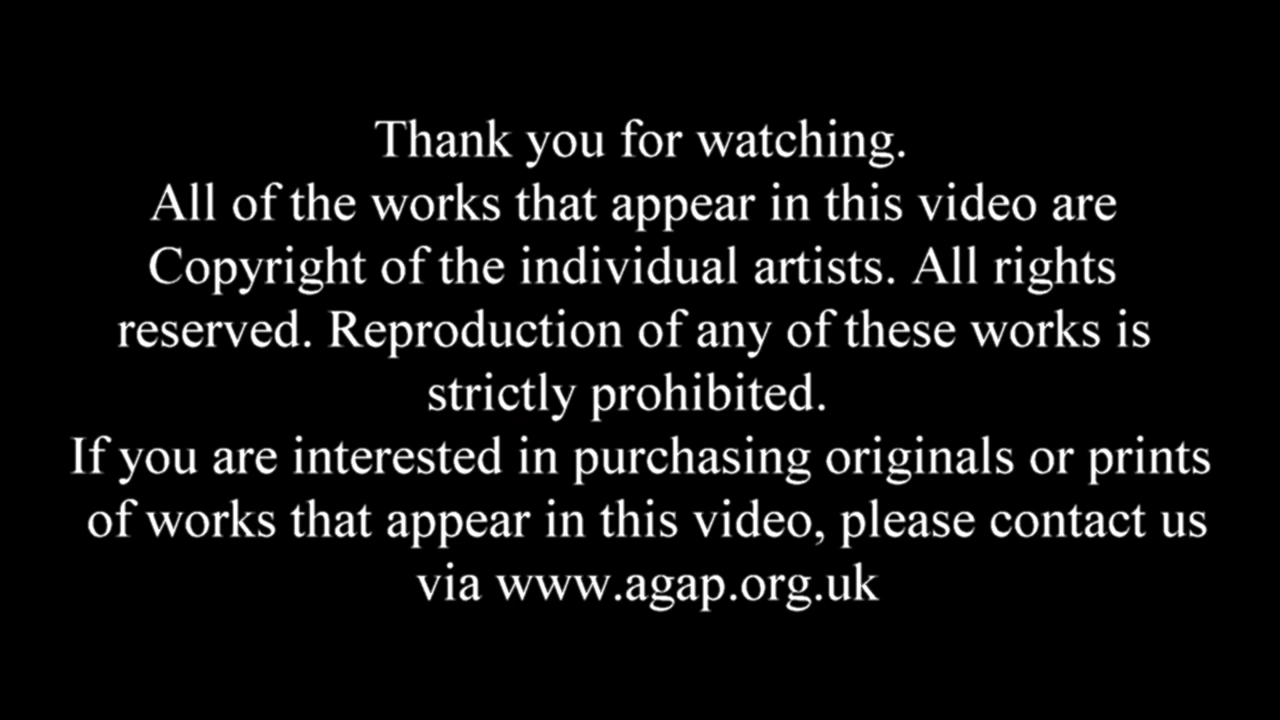 Thank you for watching.
All of the works that appear in this video are
Copyright of the individual artists. All rights
reserved. Reproduction of any of these works is
strictly prohibited.
If you are interested in purchasing originals or prints
of works that appear in this video, please contact us
via www.agap.org.uk